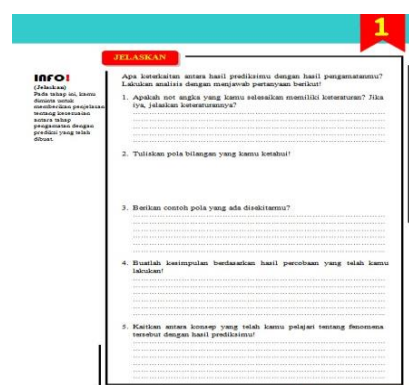 1
JELASKAN
INFO!
(Jelaskan)
Pada tahap ini, kamu
diminta untuk
memberikan penjelasan
tentang kesesuaian
antara tahap
pengamatan dengan
prediksi yang telah
dibuat.
Apa keterkaitan antara hasil prediksimu dengan hasil pengamatanmu?
Lakukan analisis dengan menjawab pertanyaan berikut!
1. Apakah not angka yang kamu selesaikan memiliki keteraturan? Jika
iya, jelaskan keteraturannya?
2. Tuliskan pola bilangan yang kamu ketahui!
3. Berikan contoh pola yang ada disekitarmu?
4. Buatlah kesimpulan berdasarkan hasil percobaan yang telah kamu
lakukan!
5. Kaitkan antara konsep yang telah kamu pelajari tentang fenomena
tersebut dengan hasil prediksimu!